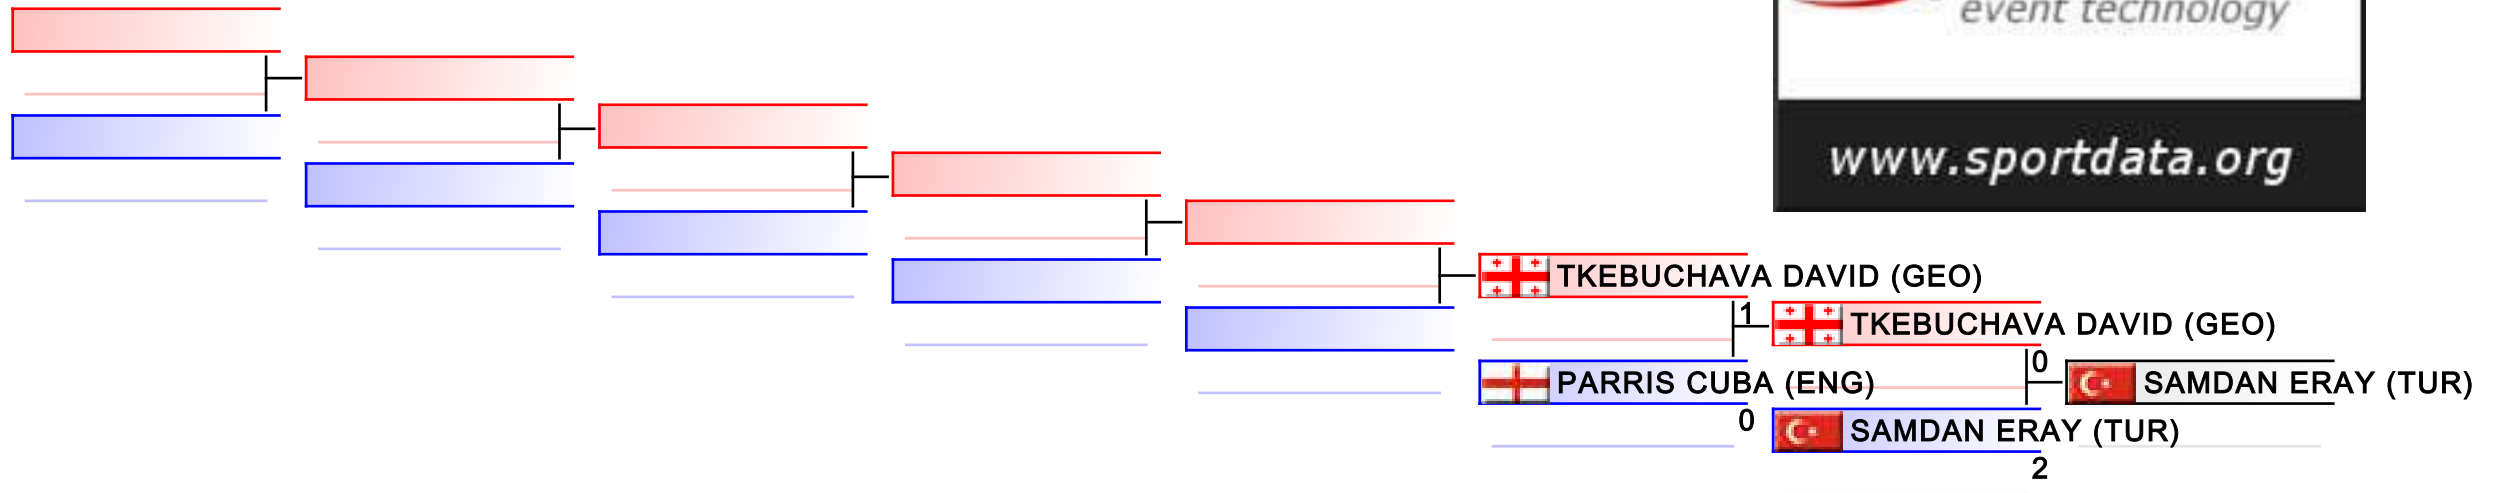 event technology
www.sportdata.org
TKEBUCHAVA DAVID (GEO)
1
TKEBUCHAVA DAVID (GEO)
0
PARRIS CUBA (ENG)
SAMDAN ERAY (TUR)
0
SAMDAN ERAY (TUR)
2